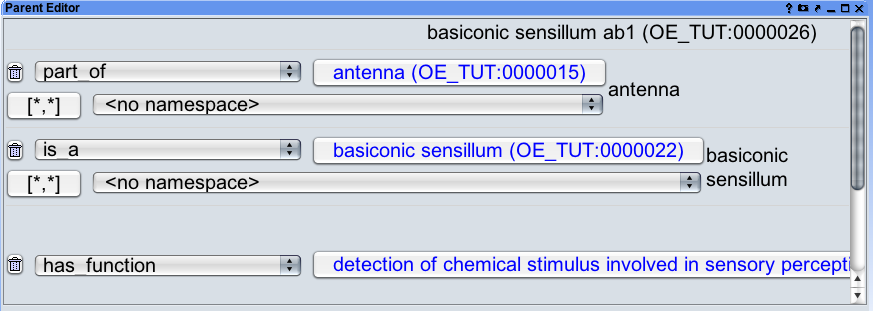 Parent Editor
basiconic sensillum ab1 (OE_TUT:0000026)
part_of antenna (OE_TUT:0000015) antenna
[*,*] <no namespace>
is_a basiconic sensillum (OE_TUT:0000022) basiconic
sensillum
[*,*] <no namespace>
has_function detection of chemical stimulus involved in sensory percepti